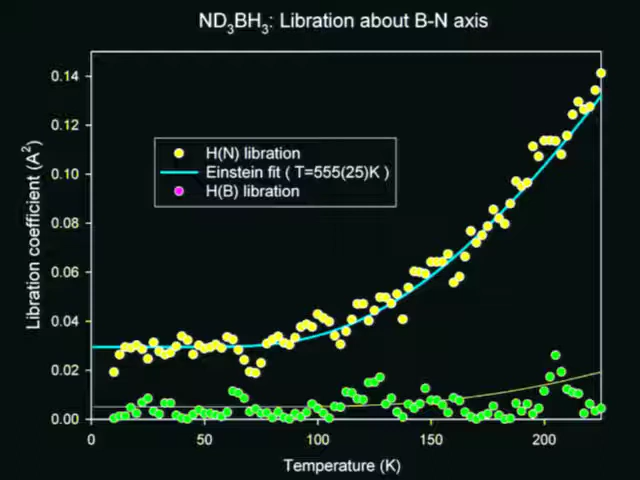 ND3BH3: Libration about B-N axis
0.14
0.12
0.10
0.08
0.06
0.04
0.02
0.00
Libration coefficient (A2)
H(N) libration
Einstein fit ( T=555(25)K )
H(B) libration
0 50 100 150 200
Temperature (K)